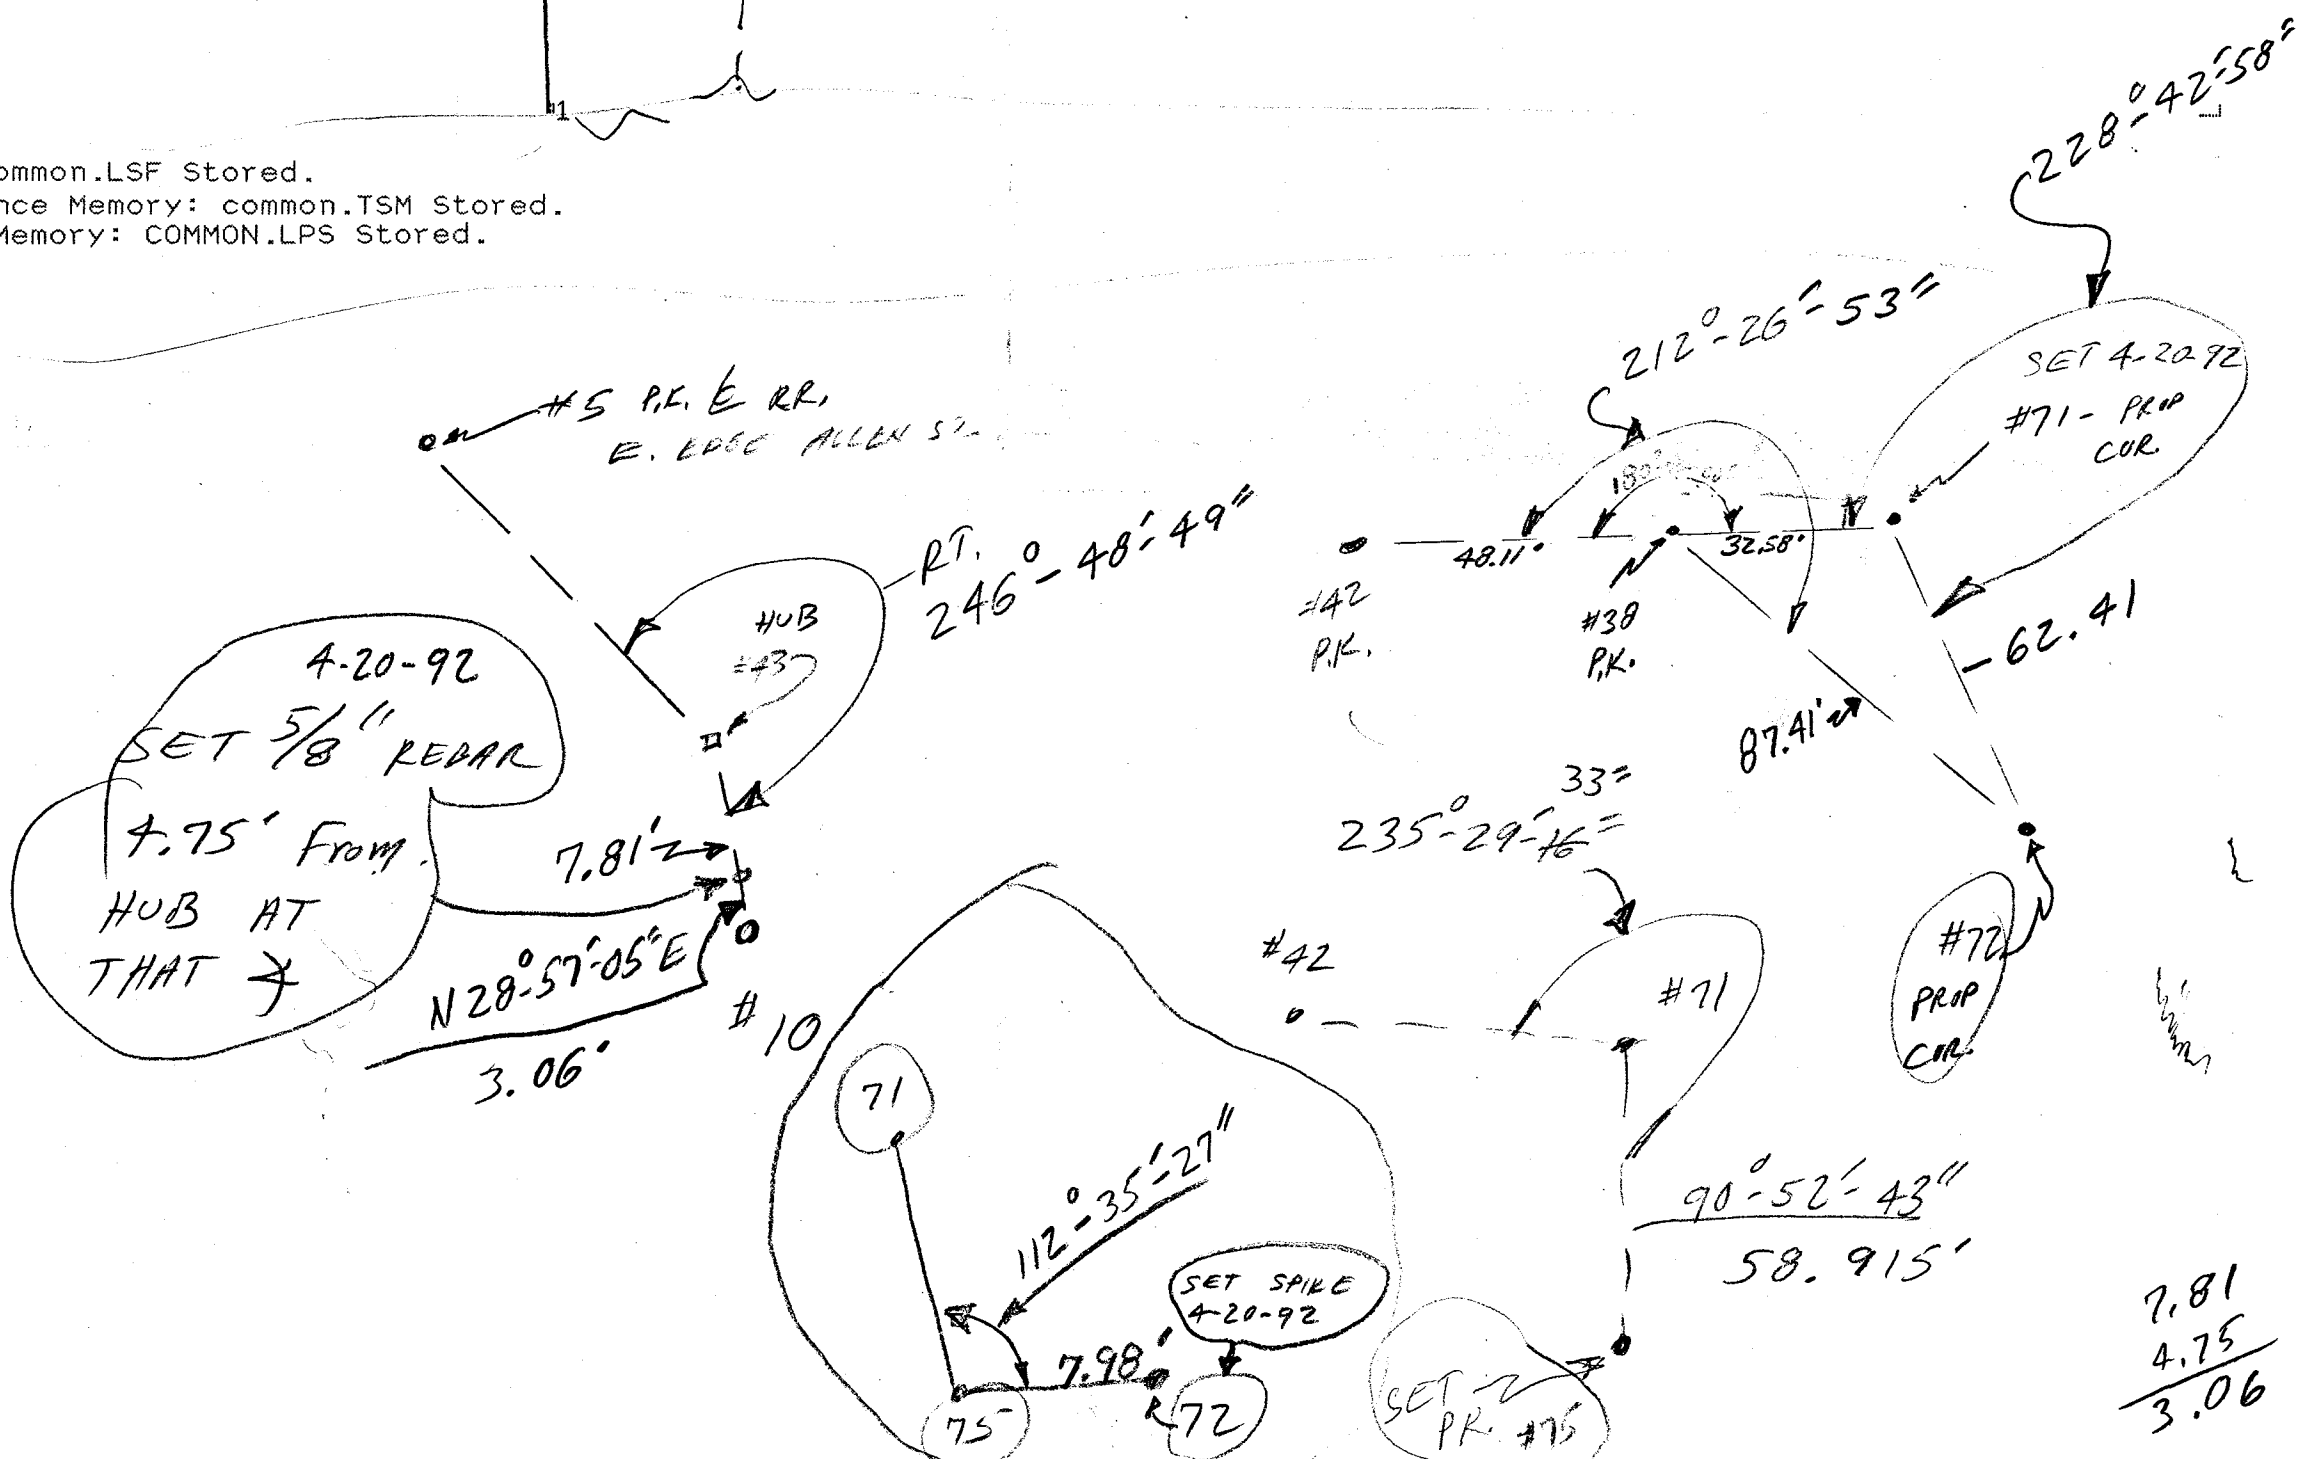 1
ommon.LSF Stored.
nce Memory: common.TSM Stored.
Memory: COMMON.LPS Stored.
228°-42'-58"
212°-26'-53"
SET 4-20-92
#71 - PROP
COR.
#5 P.K. ₠ RR.
E. EDGE ALLEN ST.
RT.
246°-48'-49"
HUB
#43
48.11'
32.58'
#42
P.K.
#38
P.K.
-62.41
87.41'
4-20-92
SET 5/8" REBAR
4.75' From
HUB AT
THAT
7.81'
N28°-57'-05"E
3.06'
#10
33"
235°-29'-16"
#42
#71
#72
PROP
COR.
90°-52'-43"
58.915'
71
112°-35'-27"
SET SPIKE
4-20-92
7.98'
75
72
SET
P.K. #75
7.81
4.75
3.06